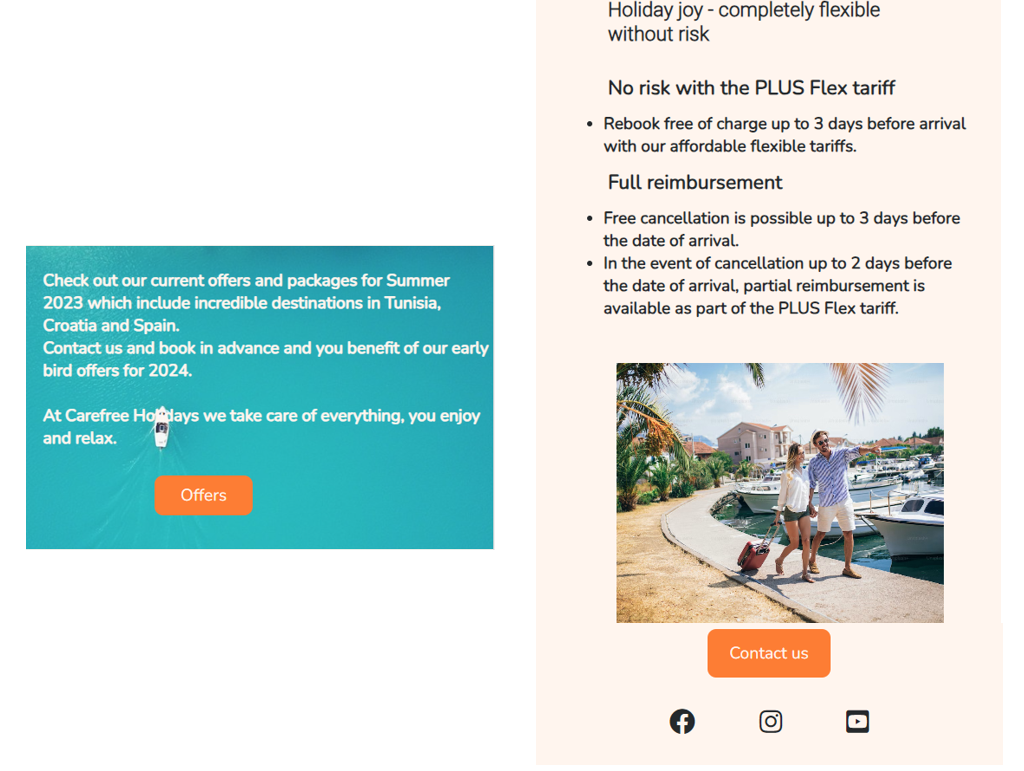 Check out our current offers and packages for Summer
2023 which include incredible destinations in Tunisia,
Croatia and Spain.
Contact us and book in advance and you benefit of our early
bird offers for 2024.
At Carefree Holidays we take care of everything, you enjoy
and relax.
Offers
Holiday joy - completely flexible
without risk
No risk with the PLUS Flex tariff
• Rebook free of charge up to 3 days before arrival
with our affordable flexible tariffs.
Full reimbursement
• Free cancellation is possible up to 3 days before
the date of arrival.
• In the event of cancellation up to 2 days before
the date of arrival, partial reimbursement is
available as part of the PLUS Flex tariff.
Contact us